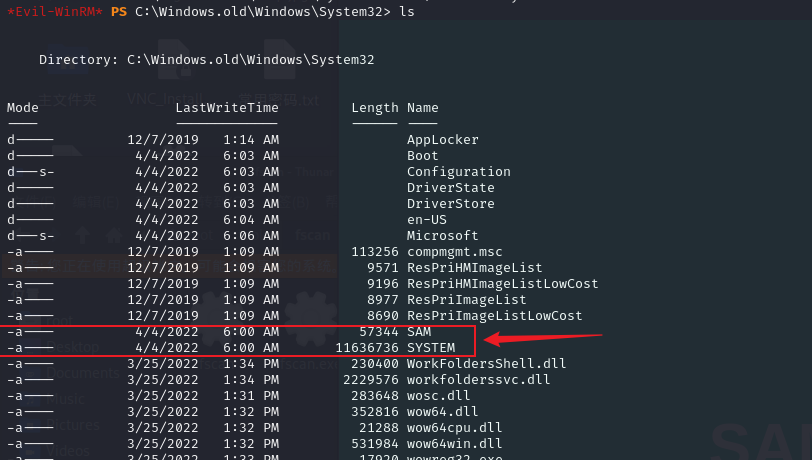 *Evil-WinRM* PS C:\Windows.old\Windows\System32> ls
Directory: C:\Windows.old\Windows\System32
Mode LastWriteTime Length Name
---- ------------- ------ ----
d----- 12/7/2019 1:14 AM AppLocker
d----- 4/4/2022 6:03 AM Boot
d---s- 4/4/2022 6:03 AM Configuration
d----- 4/4/2022 6:03 AM DriverState
d----- 4/4/2022 6:03 AM DriverStore
d----- 4/4/2022 6:04 AM en-US
d---s- 4/4/2022 6:06 AM Microsoft
-a---- 12/7/2019 1:09 AM 113256 compmgmt.msc
-a---- 12/7/2019 1:09 AM 9571 ResPriHMImageList
-a---- 12/7/2019 1:09 AM 9196 ResPriHMImageListLowCost
-a---- 12/7/2019 1:09 AM 8977 ResPriImageList
-a---- 12/7/2019 1:09 AM 8690 ResPriImageListLowCost
-a---- 4/4/2022 6:00 AM 57344 SAM
-a---- 4/4/2022 6:00 AM 11636736 SYSTEM
-a---- 3/25/2022 1:34 PM 230400 WorkFoldersShell.dll
-a---- 3/25/2022 1:34 PM 2229576 workfolderssvc.dll
-a---- 3/25/2022 1:31 PM 283648 wosc.dll
-a---- 3/25/2022 1:32 PM 352816 wow64.dll
-a---- 3/25/2022 1:32 PM 21288 wow64cpu.dll
-a---- 3/25/2022 1:32 PM 531984 wow64win.dll
-a---- 3/25/2022 1:33 PM 17920 wowreg32.exe